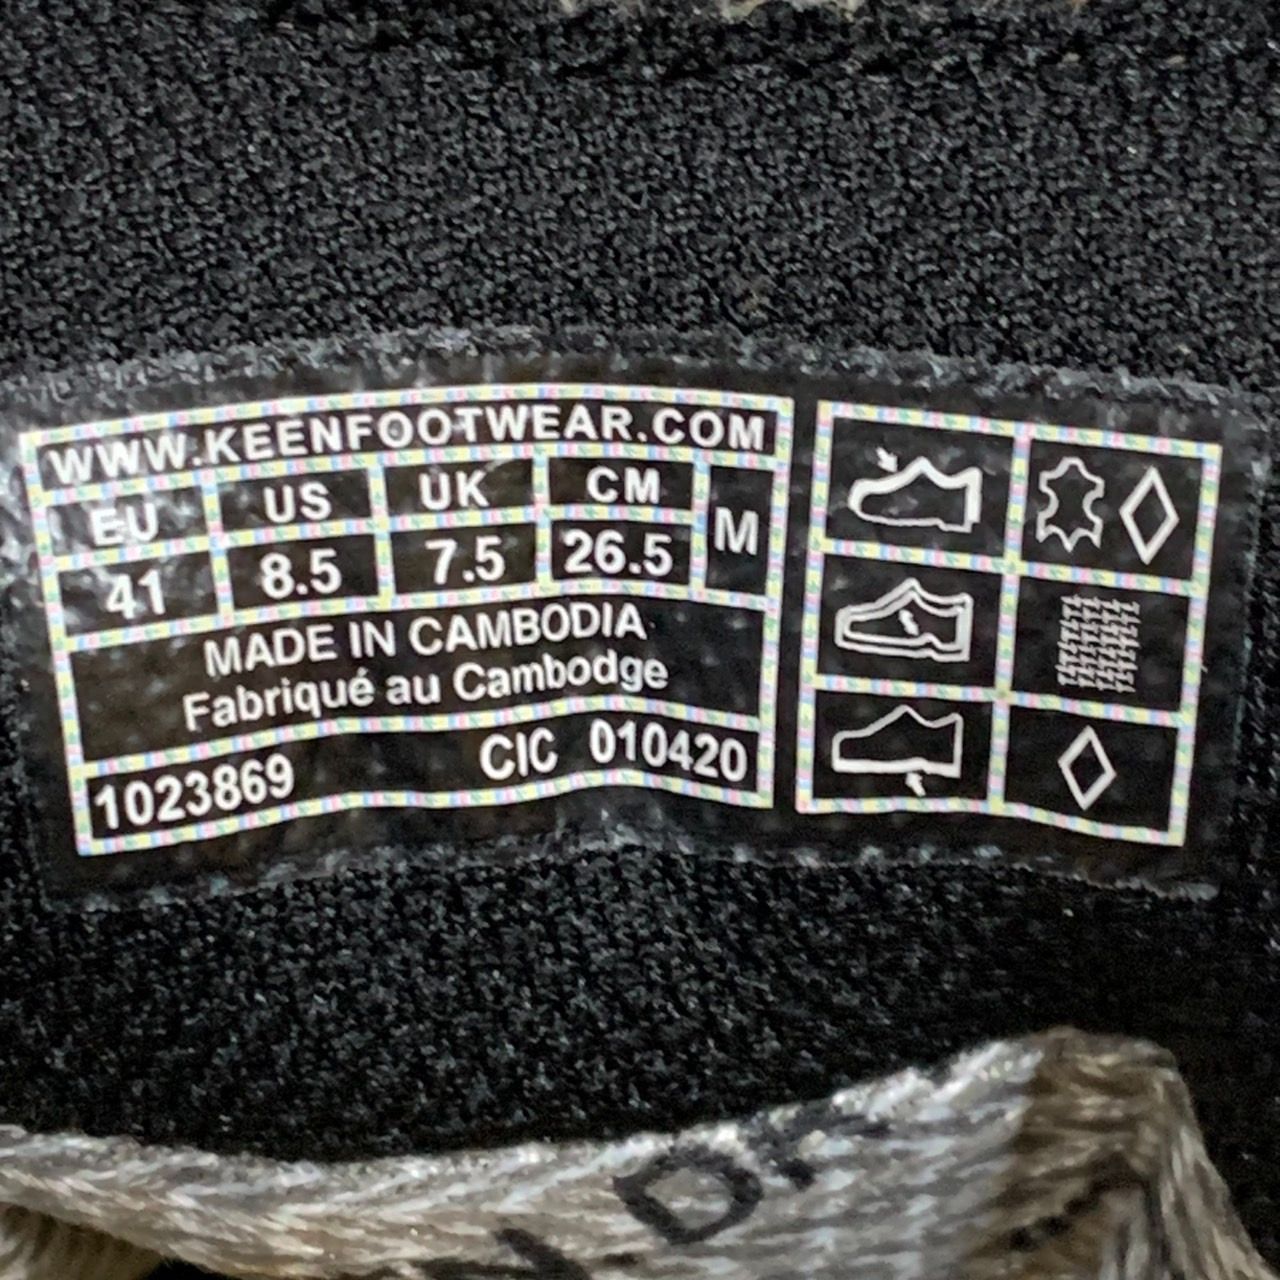 WWW.KEENFOOTWEAR.COM
EU US UK CM M
41 8.5 7.5 26.5
MADE IN CAMBODIA
Fabriqué au Cambodge
1023869 CIC 010420